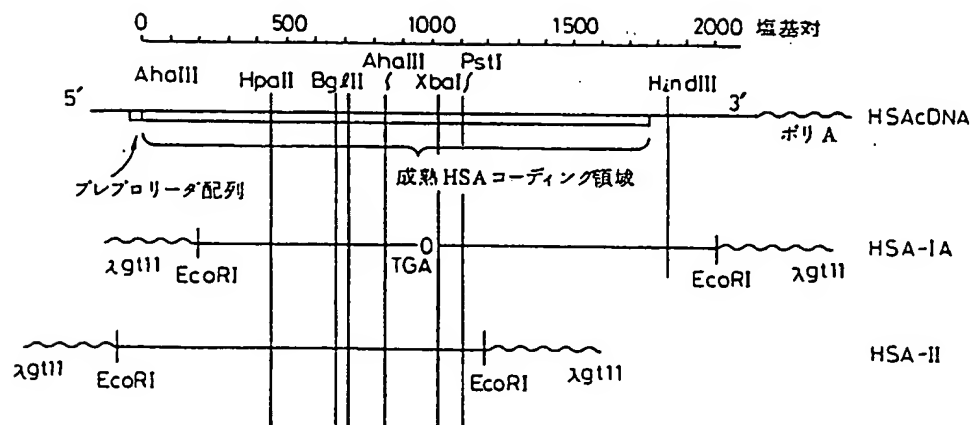 0 500 1000 1500 2000 塩基対
AhaIII PstI
AhaIII HpaII BglII XbaI HindIII
5′ 3′ HSAcDNA
ポリA
プレプロリーダ配列 成熟HSAコーディング領域
0 HSA-IA
λgt11 EcoRI TGA EcoRI λgt11
HSA-II
λgt11 EcoRI EcoRI λgt11